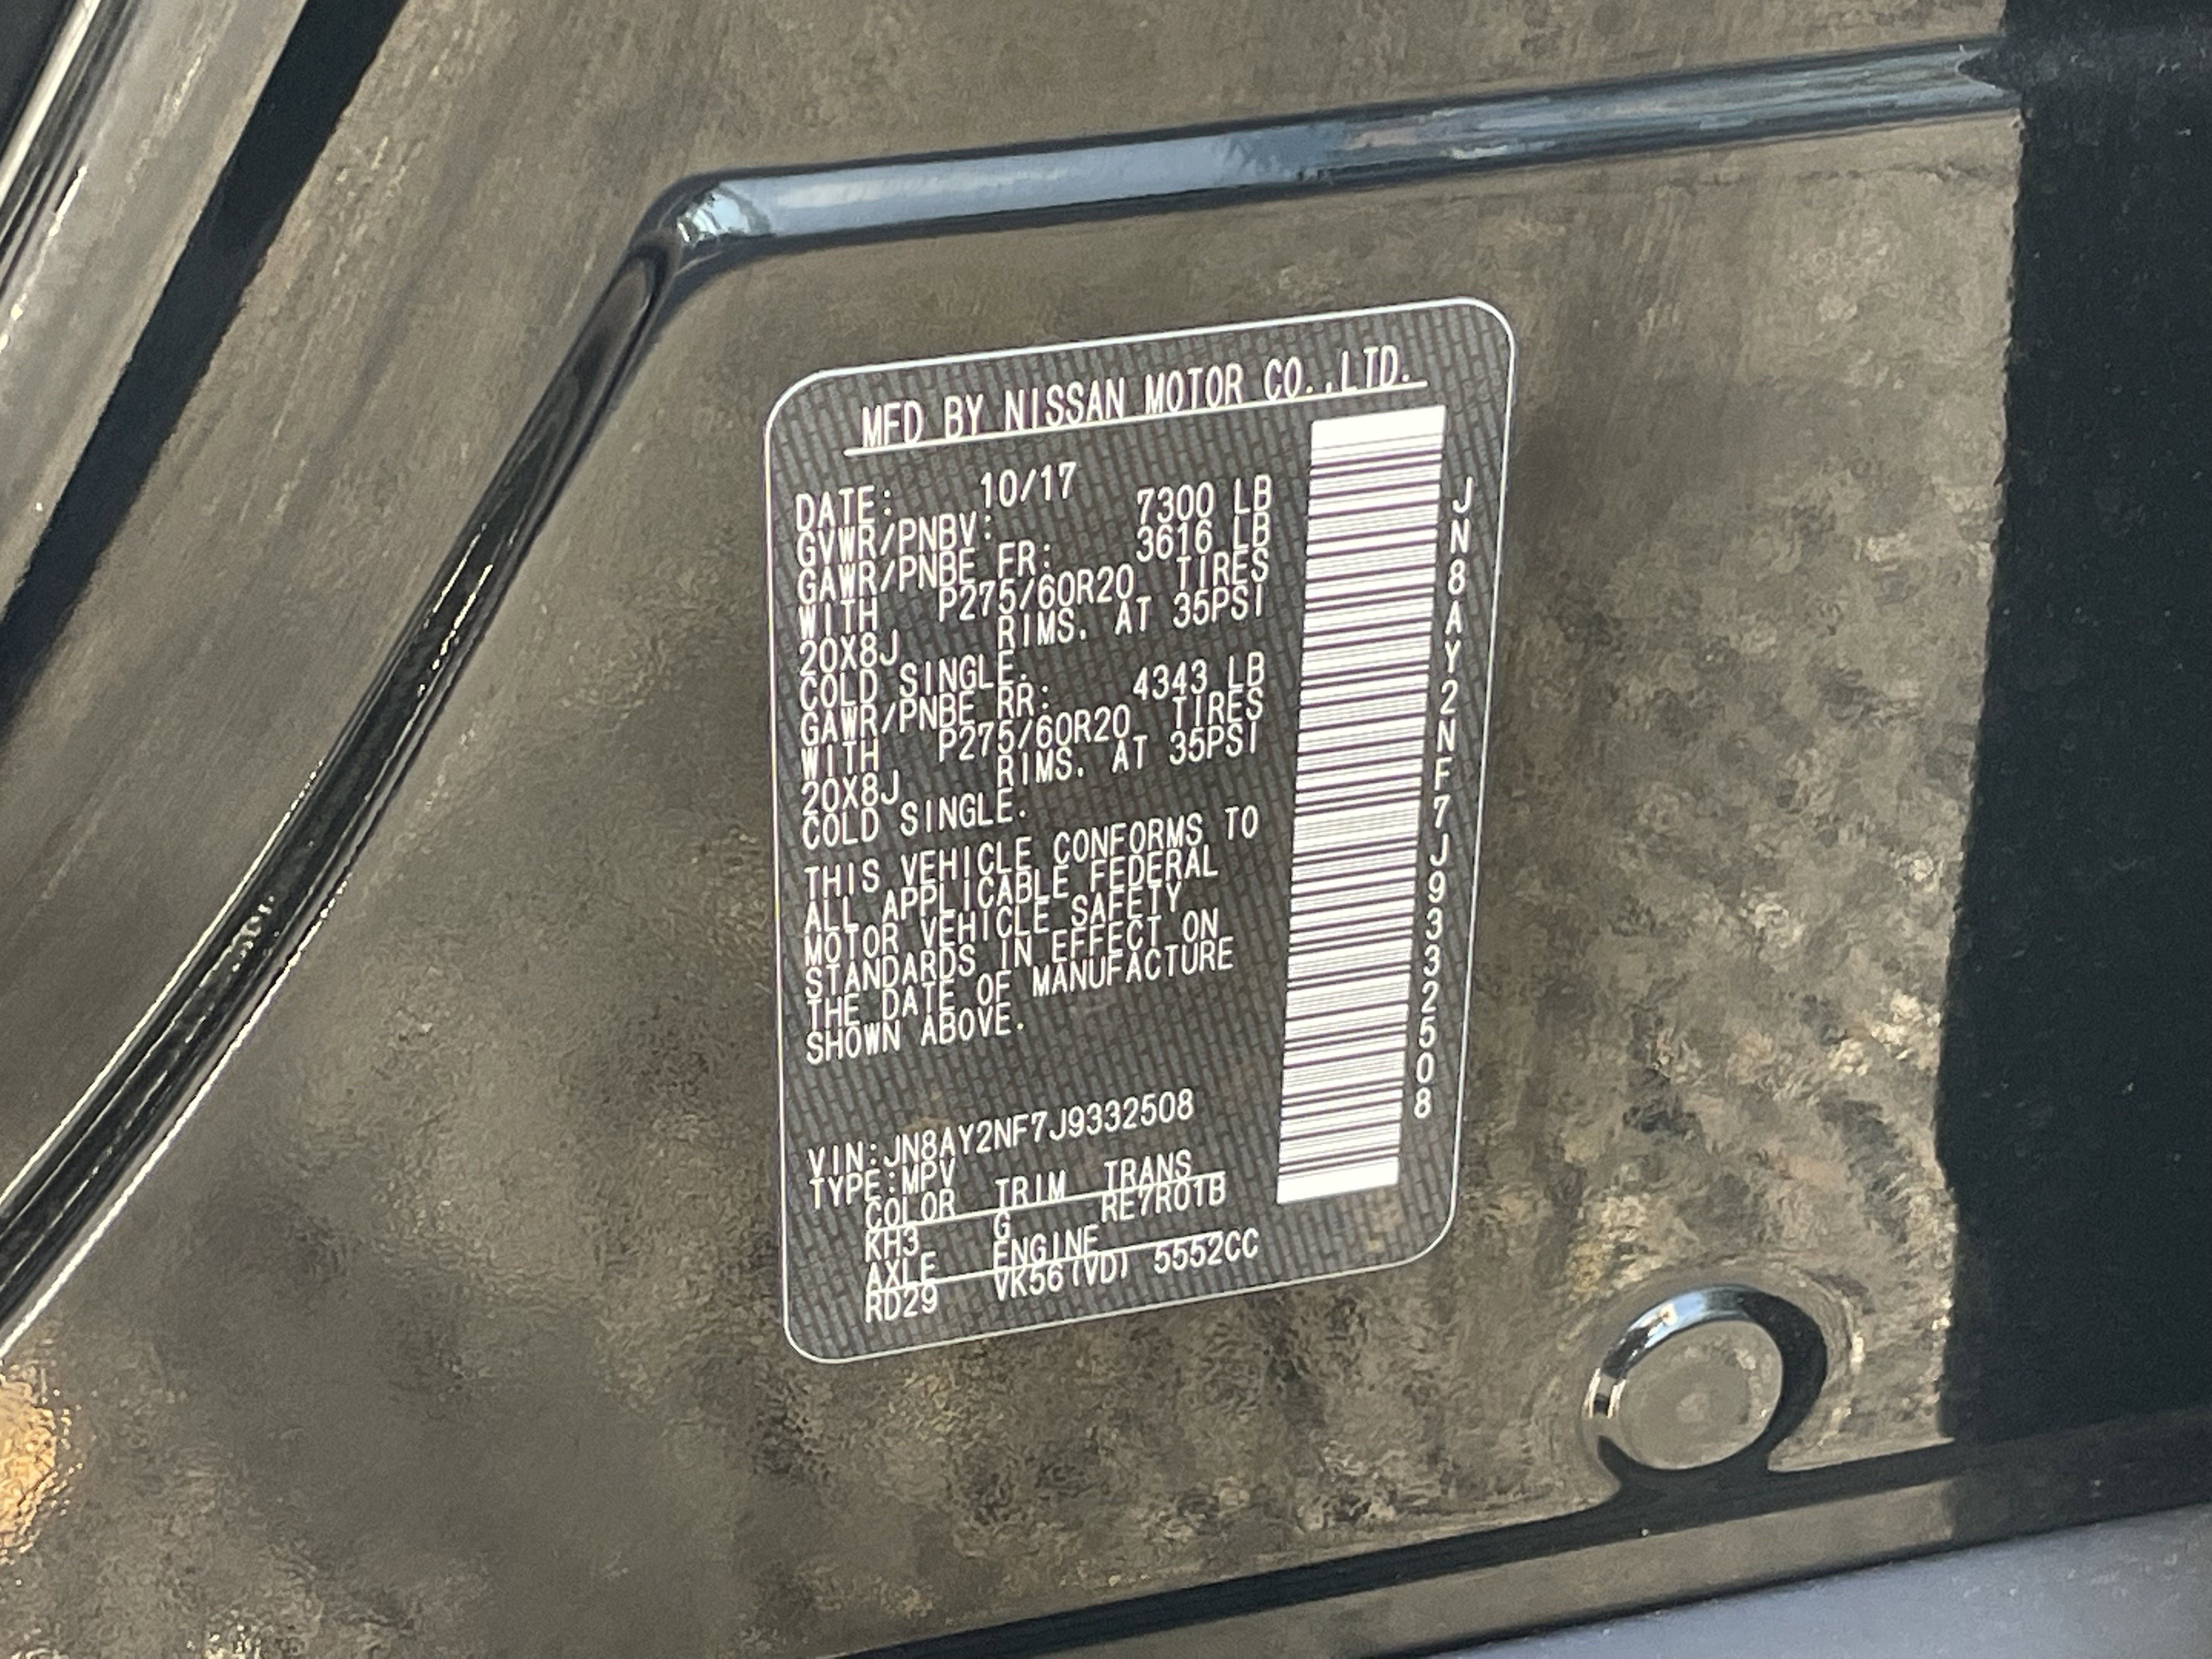 MFD BY NISSAN MOTOR CO.,LTD.
DATE: 10/17
GVWR/PNBV: 7300 LB
GAWR/PNBE FR: 3616 LB
WITH P275/60R20 TIRES
20X8J RIMS. AT 35PSI
COLD SINGLE.
GAWR/PNBE RR: 4343 LB
WITH P275/60R20 TIRES
20X8J RIMS. AT 35PSI
COLD SINGLE.
THIS VEHICLE CONFORMS TO
ALL APPLICABLE FEDERAL
MOTOR VEHICLE SAFETY
STANDARDS IN EFFECT ON
THE DATE OF MANUFACTURE
SHOWN ABOVE.
VIN:JN8AY2NF7J9332508
TYPE:MPV
COLOR TRIM TRANS
KH3 G RE7R01B
AXLE ENGINE
RD29 VK56(VD) 5552CC
JN8AY2NF7J9332508